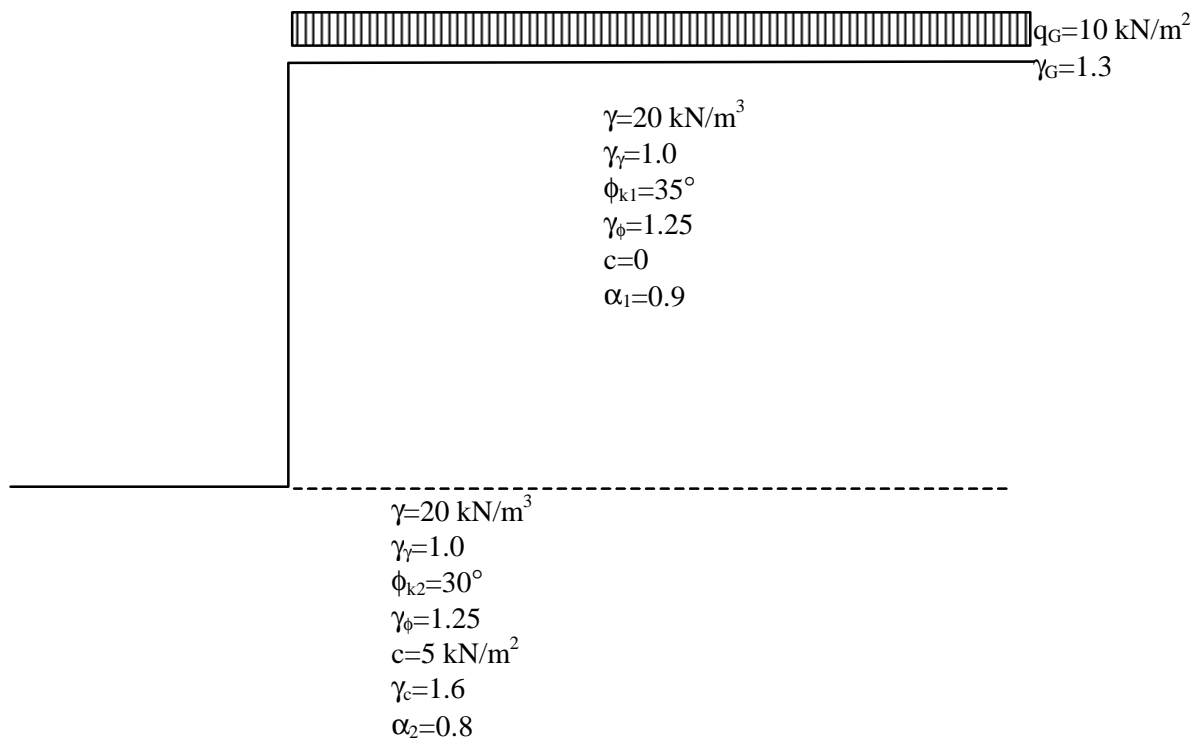 q_G=10 kN/m²
γ_G=1.3
γ=20 kN/m³
γ_γ=1.0
ϕ_k1=35°
γ_ϕ=1.25
c=0
α₁=0.9
γ=20 kN/m³
γ_γ=1.0
ϕ_k2=30°
γ_ϕ=1.25
c=5 kN/m²
γ_c=1.6
α₂=0.8